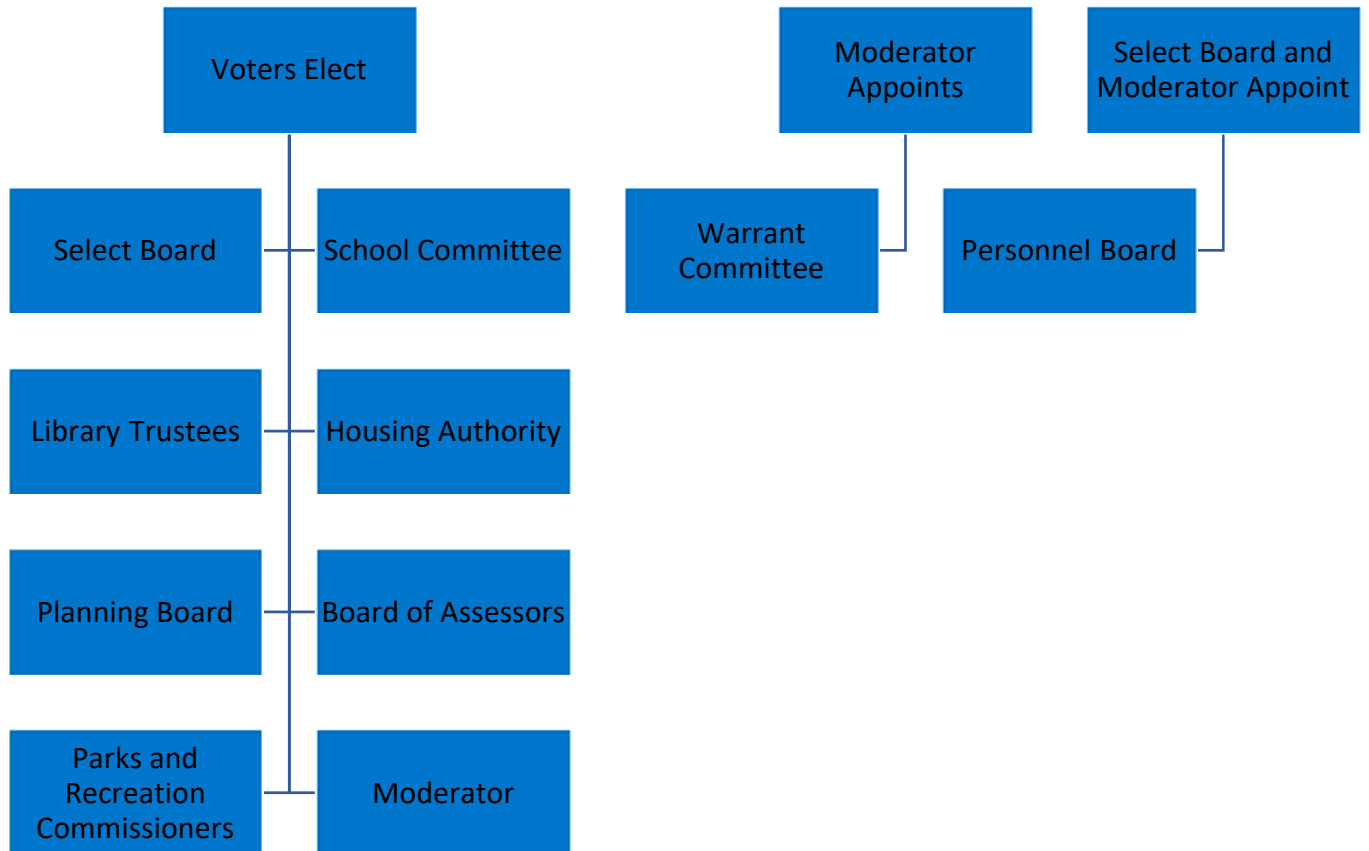 Voters Elect
Moderator
Appoints
Select Board and
Moderator Appoint
Select Board
School Committee
Warrant
Committee
Personnel Board
Library Trustees
Housing Authority
Planning Board
Board of Assessors
Parks and
Recreation
Commissioners
Moderator